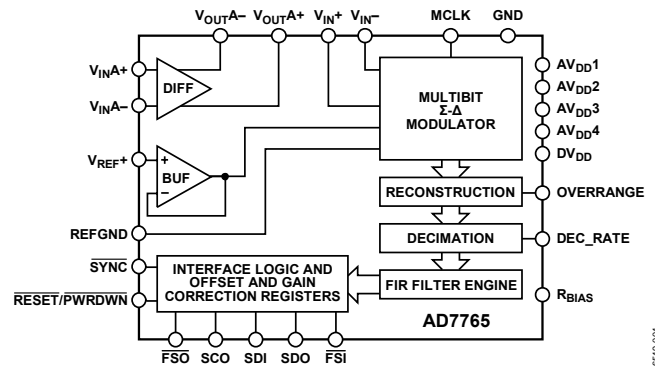 VOUTA– VOUTA+ VIN+ VIN– MCLK GND
VINA+
VINA–
DIFF
VREF+
+
–
BUF
REFGND
SYNC
RESET/PWRDWN
MULTIBIT
Σ-Δ
MODULATOR
RECONSTRUCTION
DECIMATION
FIR FILTER ENGINE
INTERFACE LOGIC AND
OFFSET AND GAIN
CORRECTION REGISTERS
AVDD1
AVDD2
AVDD3
AVDD4
DVDD
OVERRANGE
DEC_RATE
RBIAS
AD7765
FSO SCO SDI SDO FSI